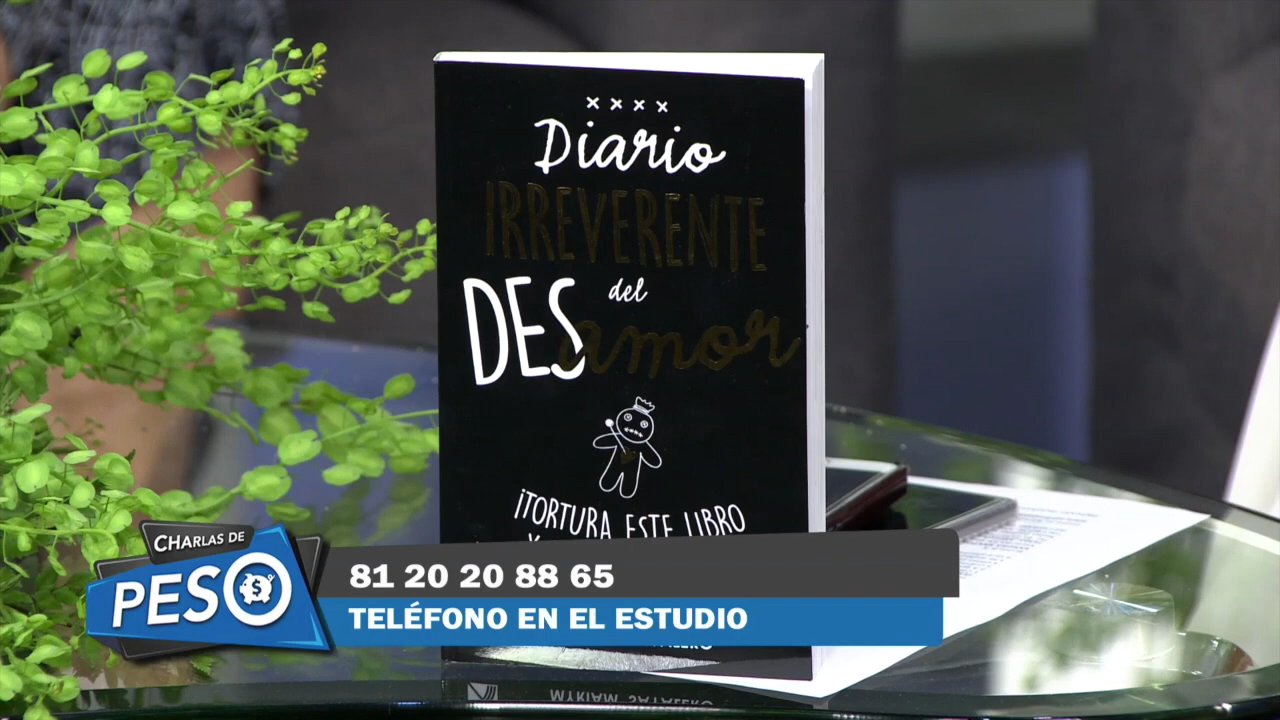 × × × ×
Diario
IRREVERENTE
del
DESamor
¡TORTURA ESTE LIBRO
CHARLAS DE
PESO
81 20 20 88 65
TELÉFONO EN EL ESTUDIO